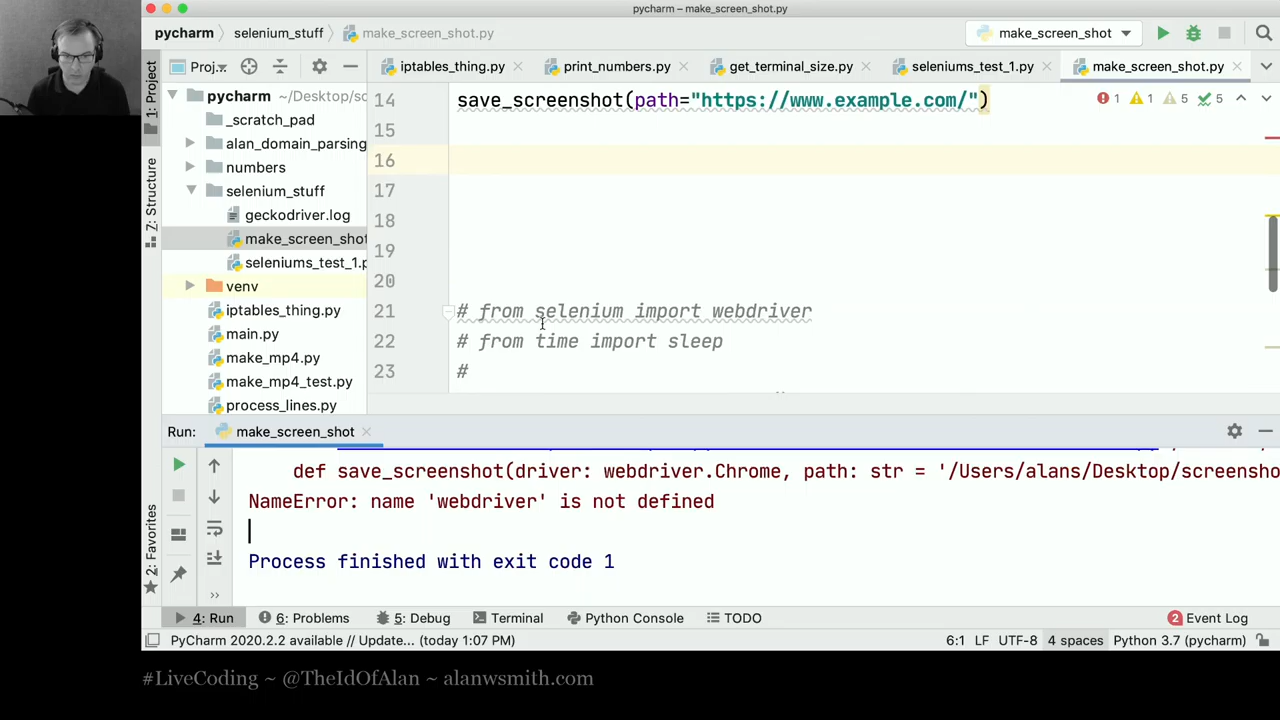 pycharm – make_screen_shot.py
pycharm selenium_stuff make_screen_shot.py make_screen_shot
1: Project
Proj..
iptables_thing.py print_numbers.py get_terminal_size.py seleniums_test_1.py make_screen_shot.py
pycharm ~/Desktop/sc
_scratch_pad
alan_domain_parsing
numbers
selenium_stuff
geckodriver.log
make_screen_shot
seleniums_test_1.p
venv
iptables_thing.py
main.py
make_mp4.py
make_mp4_test.py
process_lines.py
Z: Structure
14 save_screenshot(path="https://www.example.com/") 1 1 5 5
15
16
17
18
19
20
21 # from selenium import webdriver
22 # from time import sleep
23 #
Run: make_screen_shot
2: Favorites
def save_screenshot(driver: webdriver.Chrome, path: str = '/Users/alans/Desktop/screensho
NameError: name 'webdriver' is not defined
Process finished with exit code 1
4: Run 6: Problems 5: Debug Terminal Python Console TODO 2 Event Log
PyCharm 2020.2.2 available // Update... (today 1:07 PM) 6:1 LF UTF-8 4 spaces Python 3.7 (pycharm)
#LiveCoding ~ @TheIdOfAlan ~ alanwsmith.com